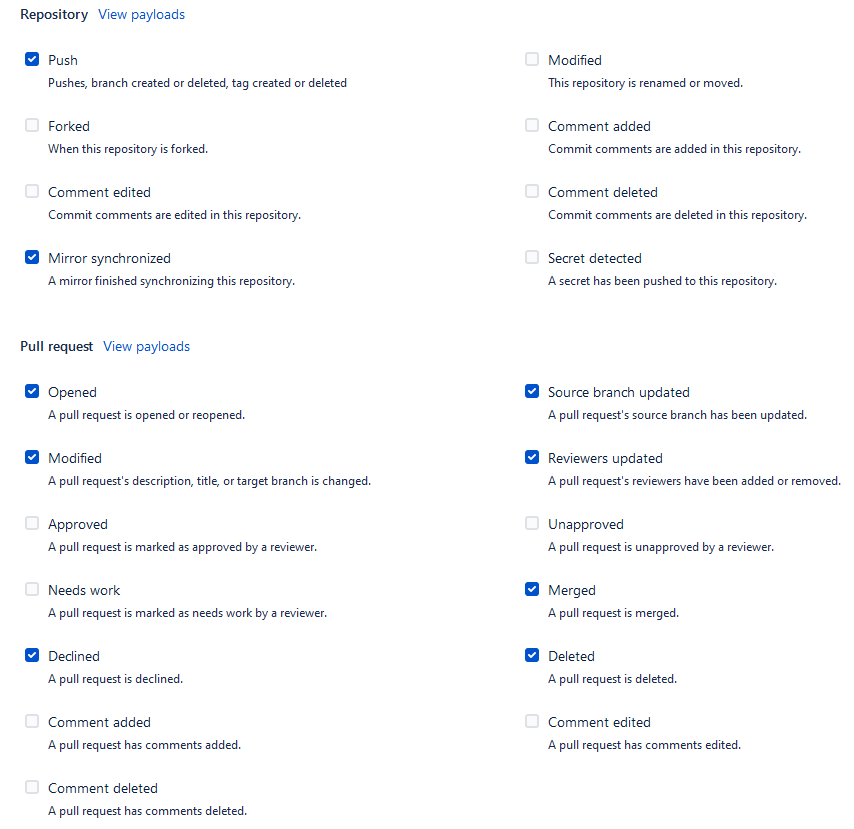 Repository View payloads
Push
Pushes, branch created or deleted, tag created or deleted
Modified
This repository is renamed or moved.
Forked
When this repository is forked.
Comment added
Commit comments are added in this repository.
Comment edited
Commit comments are edited in this repository.
Comment deleted
Commit comments are deleted in this repository.
Mirror synchronized
A mirror finished synchronizing this repository.
Secret detected
A secret has been pushed to this repository.
Pull request View payloads
Opened
A pull request is opened or reopened.
Source branch updated
A pull request's source branch has been updated.
Modified
A pull request's description, title, or target branch is changed.
Reviewers updated
A pull request's reviewers have been added or removed.
Approved
A pull request is marked as approved by a reviewer.
Unapproved
A pull request is unapproved by a reviewer.
Needs work
A pull request is marked as needs work by a reviewer.
Merged
A pull request is merged.
Declined
A pull request is declined.
Deleted
A pull request is deleted.
Comment added
A pull request has comments added.
Comment edited
A pull request has comments edited.
Comment deleted
A pull request has comments deleted.